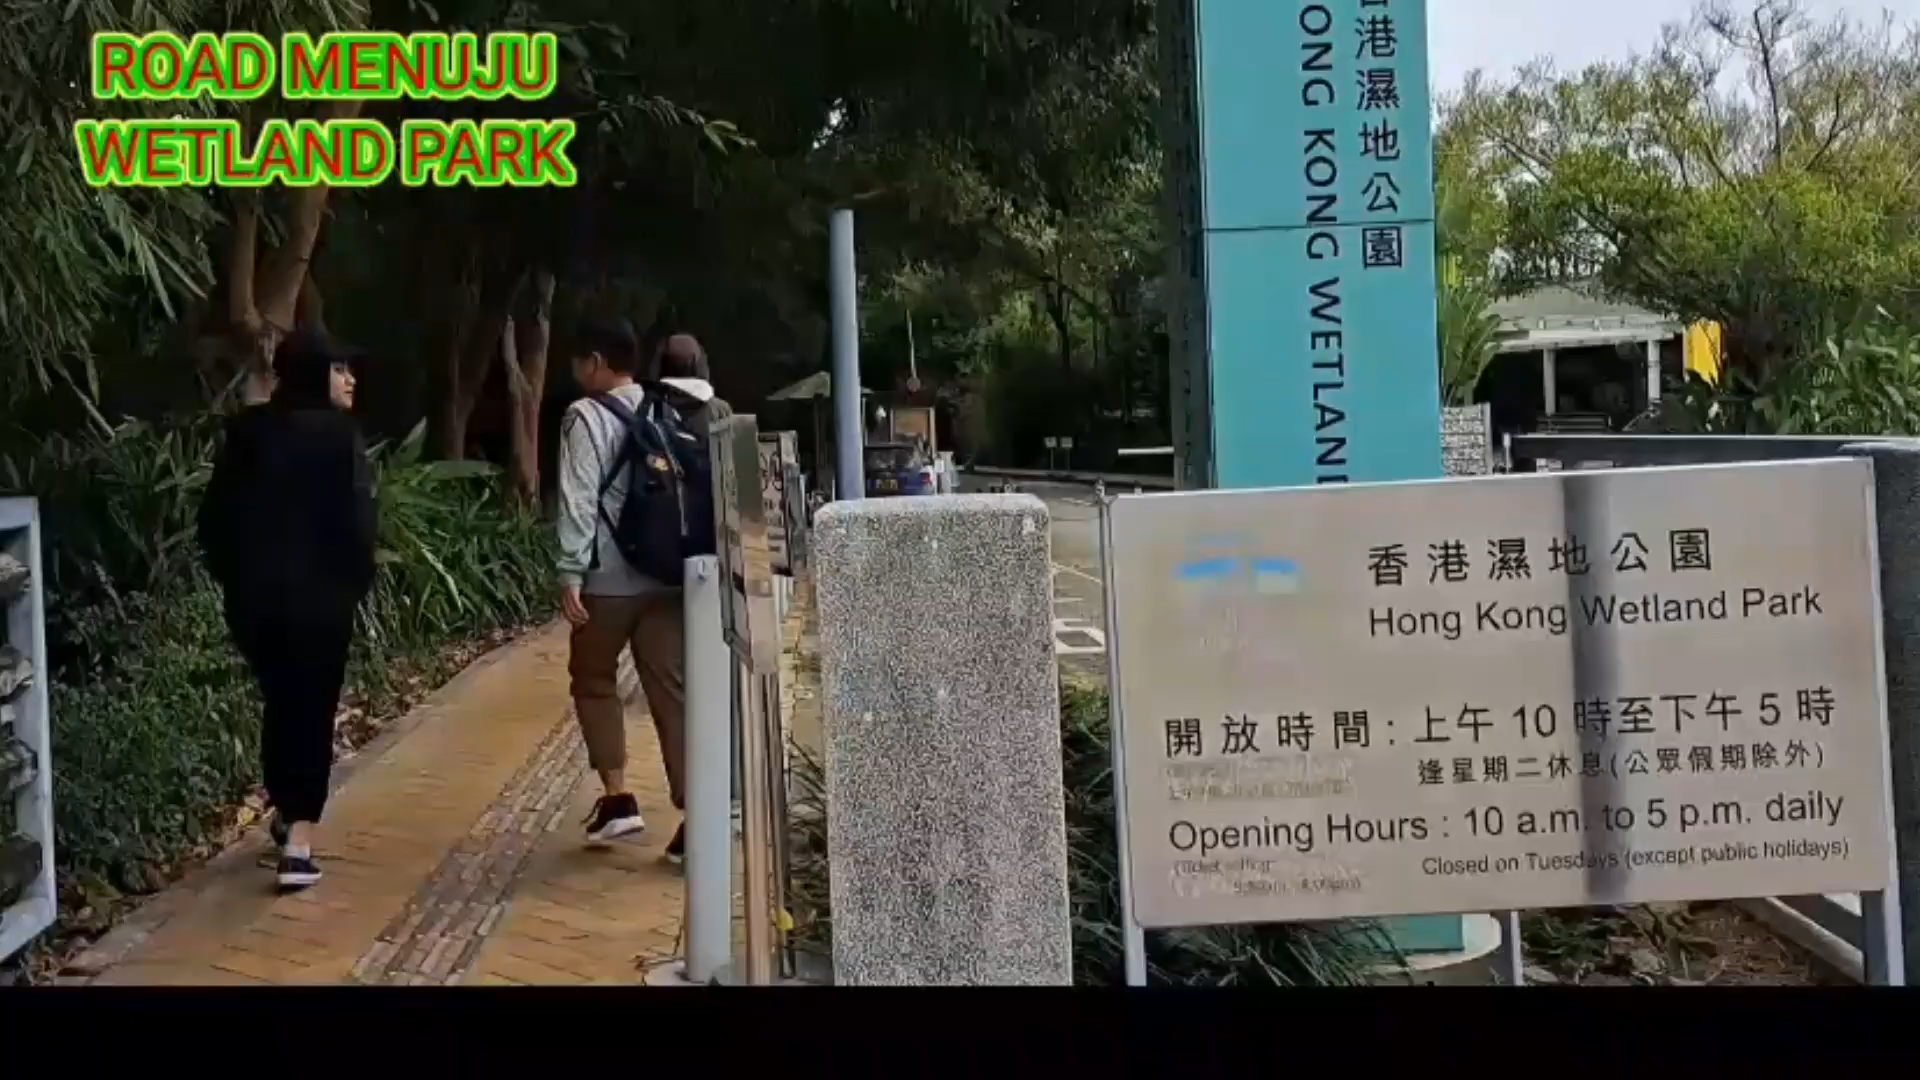 ROAD MENUJU
WETLAND PARK
香港濕地公園
ONG KONG WETLAND
香港濕地公園
Hong Kong Wetland Park
開放時間:上午 10 時至下午 5 時
逢星期二休息(公眾假期除外)
Opening Hours : 10 a.m. to 5 p.m. daily
Closed on Tuesdays (except public holidays)